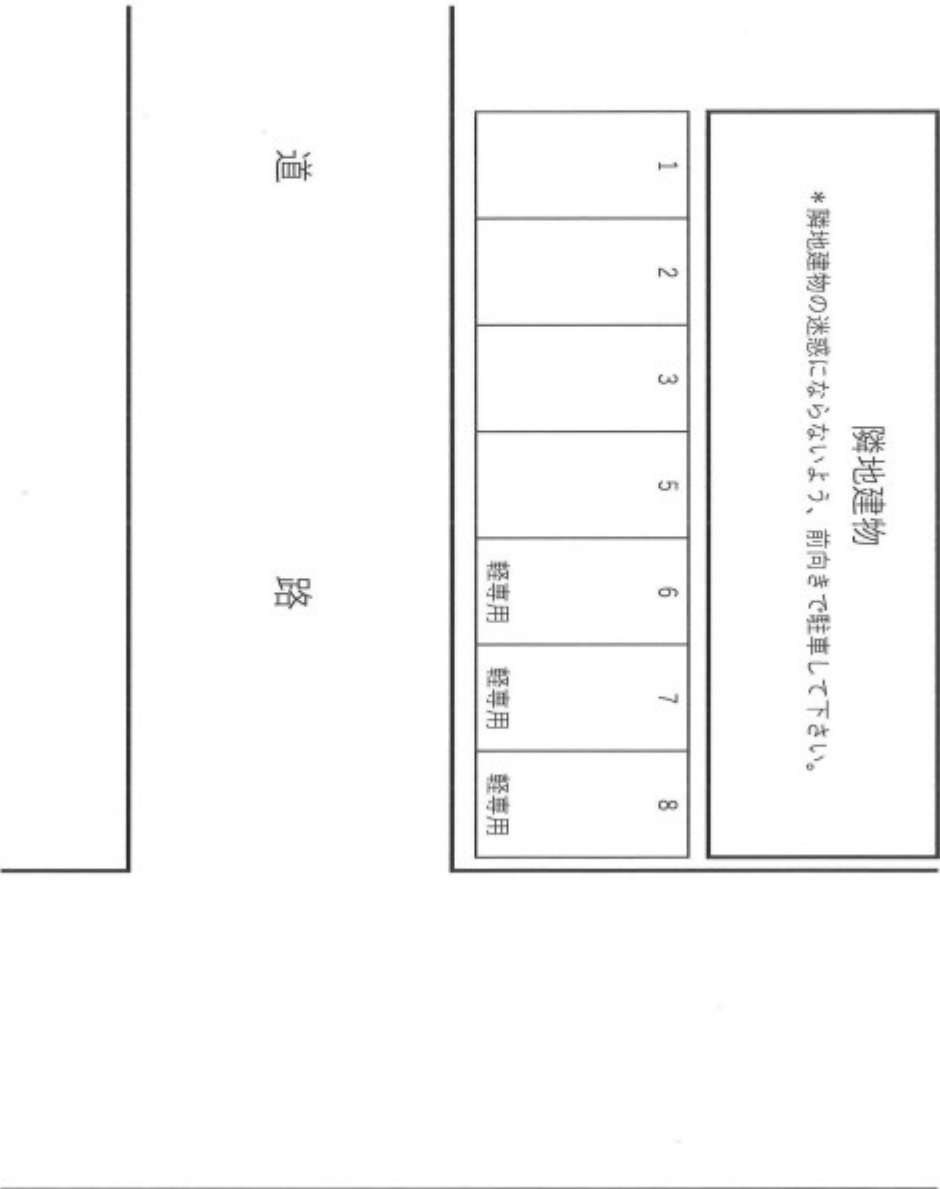 隣地建物
*隣地建物の迷惑にならないよう、前向きで駐車して下さい。
1 2 3 5 6 7 8
軽専用 軽専用 軽専用
道 路